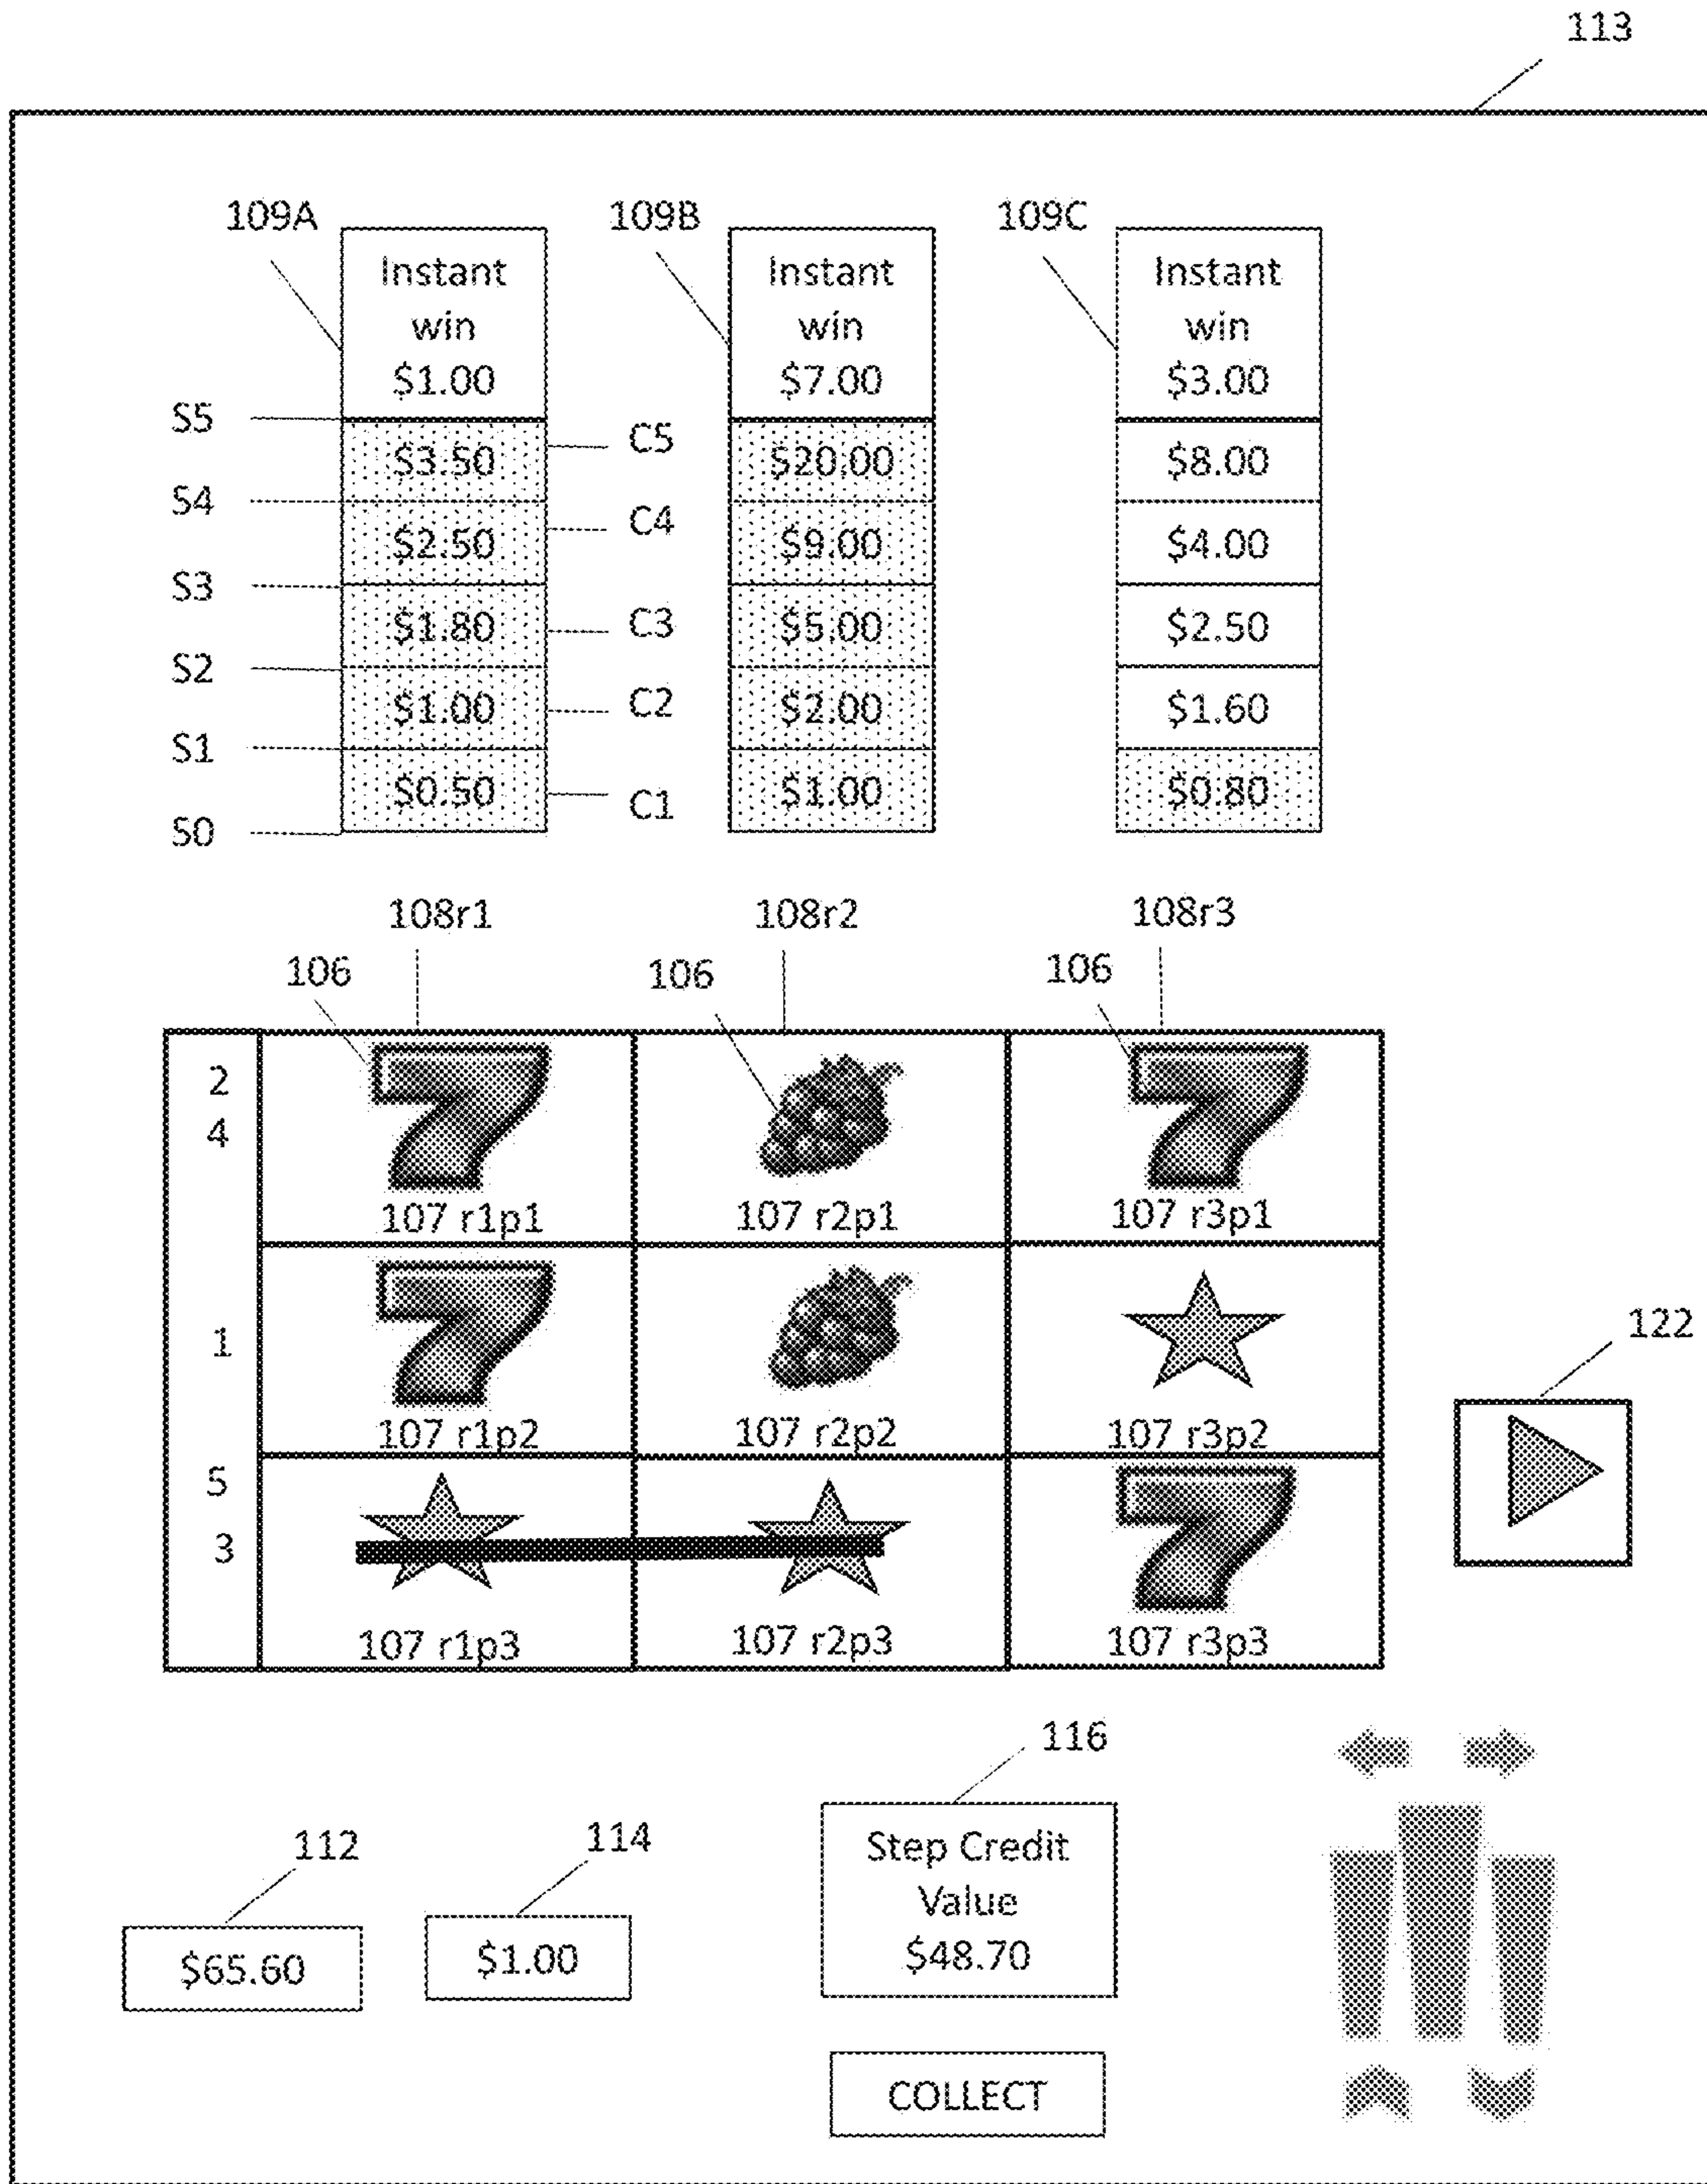 113
109A
109B
109C
Instant
win
$1.00
Instant
win
$7.00
Instant
win
$3.00
S5
C5
$3.50
$20.00
$8.00
S4
C4
$2.50
$9.00
$4.00
S3
C3
$1.80
$5.00
$2.50
S2
C2
$1.00
$2.00
$1.60
S1
C1
$0.50
$1.00
$0.80
S0
108r1
108r2
108r3
106
106
106
2
4
7
7
107 r1p1
107 r2p1
107 r3p1
1
7
122
107 r1p2
107 r2p2
107 r3p2
5
3
7
107 r1p3
107 r2p3
107 r3p3
116
112
114
Step Credit
Value
$48.70
$65.60
$1.00
COLLECT